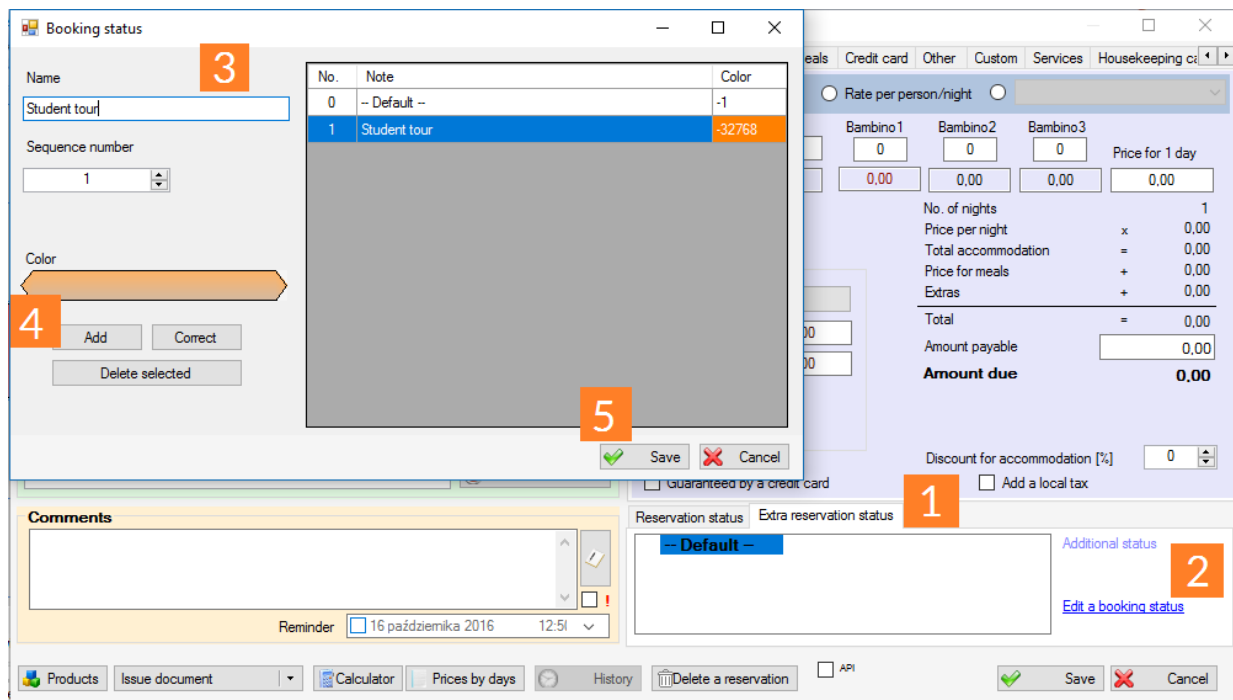 Booking status
3
Name
Student tour
Sequence number
1
Color
4
Add
Correct
Delete selected
No. Note Color
0 -- Default -- -1
1 Student tour -32768
5
Save
Cancel
eals Credit card Other Custom Services Housekeeping ca
Rate per person/night
Bambino1 Bambino2 Bambino3
0 0 0
Price for 1 day
0,00 0,00 0,00 0,00
No. of nights 1
Price per night x 0,00
Total accommodation = 0,00
Price for meals + 0,00
Extras + 0,00
Total = 0,00
Amount payable 0,00
Amount due 0,00
00
00
Discount for accommodation [%] 0
Guaranteed by a credit card
Add a local tax
1
Comments
!
Reminder 16 października 2016 12:5
Reservation status Extra reservation status
-- Default --
Additional status
2
Edit a booking status
Products
Issue document
Calculator
Prices by days
History
Delete a reservation
API
Save
Cancel